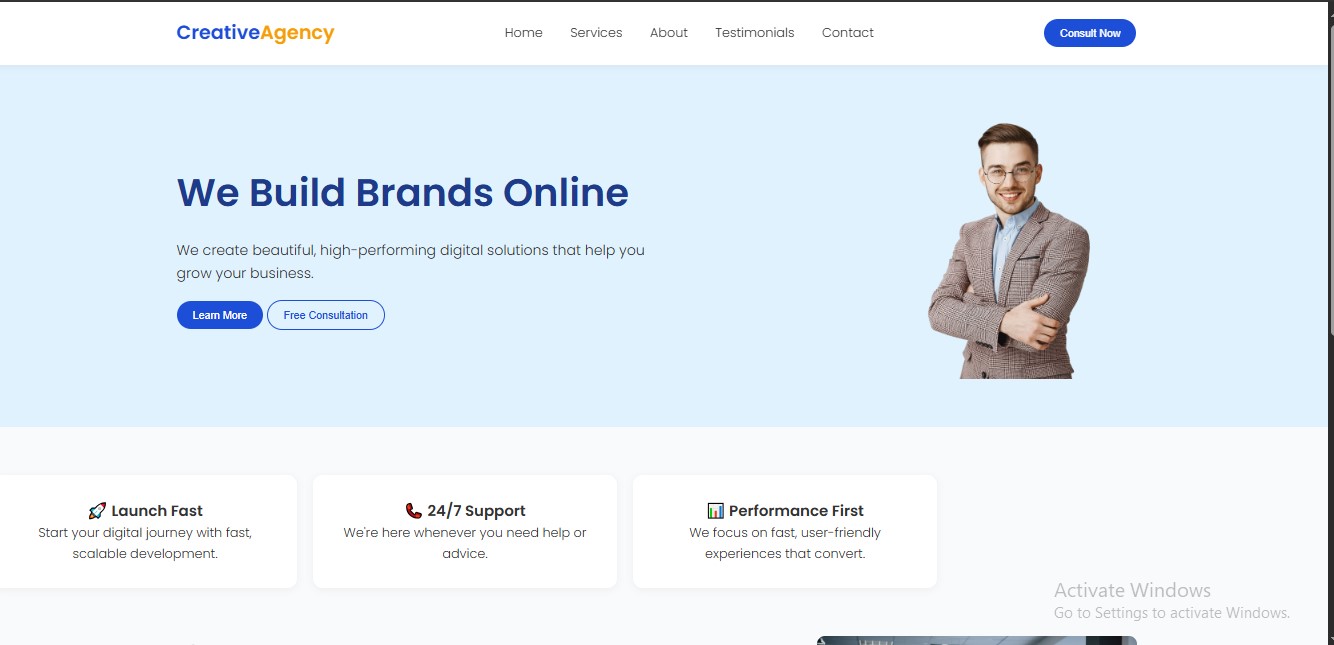 CreativeAgency
Home Services About Testimonials Contact
Consult Now
We Build Brands Online
We create beautiful, high-performing digital solutions that help you
grow your business.
Learn More
Free Consultation
🚀 Launch Fast
Start your digital journey with fast,
scalable development.
📞 24/7 Support
We're here whenever you need help or
advice.
📊 Performance First
We focus on fast, user-friendly
experiences that convert.
Activate Windows
Go to Settings to activate Windows.